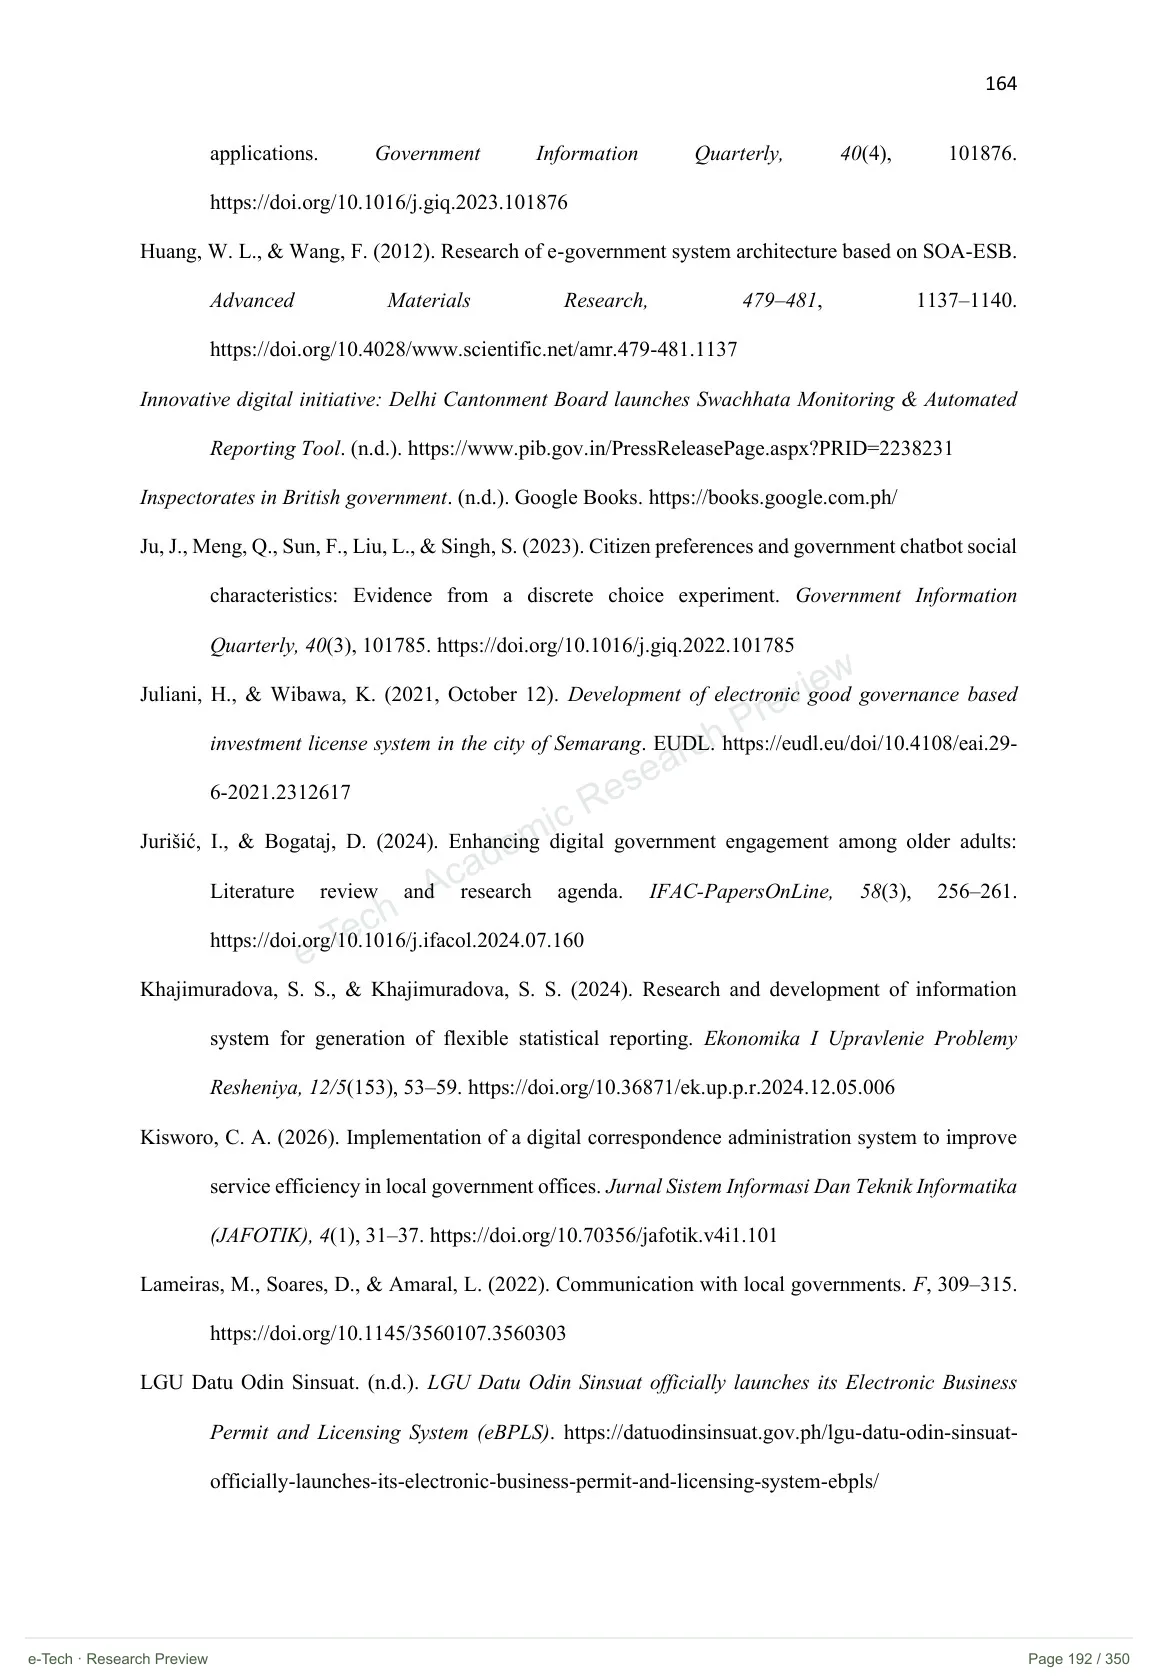 164
applications. Government Information Quarterly, 40(4), 101876.
https://doi.org/10.1016/j.giq.2023.101876
Huang, W. L., & Wang, F. (2012). Research of e-government system architecture based on SOA-ESB.
Advanced Materials Research, 479–481, 1137–1140.
https://doi.org/10.4028/www.scientific.net/amr.479-481.1137
Innovative digital initiative: Delhi Cantonment Board launches Swachhata Monitoring & Automated
Reporting Tool. (n.d.). https://www.pib.gov.in/PressReleasePage.aspx?PRID=2238231
Inspectorates in British government. (n.d.). Google Books. https://books.google.com.ph/
Ju, J., Meng, Q., Sun, F., Liu, L., & Singh, S. (2023). Citizen preferences and government chatbot social
characteristics: Evidence from a discrete choice experiment. Government Information
Quarterly, 40(3), 101785. https://doi.org/10.1016/j.giq.2022.101785
Juliani, H., & Wibawa, K. (2021, October 12). Development of electronic good governance based
investment license system in the city of Semarang. EUDL. https://eudl.eu/doi/10.4108/eai.29-
6-2021.2312617
Jurišić, I., & Bogataj, D. (2024). Enhancing digital government engagement among older adults:
Literature review and research agenda. IFAC-PapersOnLine, 58(3), 256–261.
https://doi.org/10.1016/j.ifacol.2024.07.160
Khajimuradova, S. S., & Khajimuradova, S. S. (2024). Research and development of information
system for generation of flexible statistical reporting. Ekonomika I Upravlenie Problemy
Resheniya, 12/5(153), 53–59. https://doi.org/10.36871/ek.up.p.r.2024.12.05.006
Kisworo, C. A. (2026). Implementation of a digital correspondence administration system to improve
service efficiency in local government offices. Jurnal Sistem Informasi Dan Teknik Informatika
(JAFOTIK), 4(1), 31–37. https://doi.org/10.70356/jafotik.v4i1.101
Lameiras, M., Soares, D., & Amaral, L. (2022). Communication with local governments. F, 309–315.
https://doi.org/10.1145/3560107.3560303
LGU Datu Odin Sinsuat. (n.d.). LGU Datu Odin Sinsuat officially launches its Electronic Business
Permit and Licensing System (eBPLS). https://datuodinsinsuat.gov.ph/lgu-datu-odin-sinsuat-
officially-launches-its-electronic-business-permit-and-licensing-system-ebpls/
e-Tech · Academic Research Preview
e-Tech · Research Preview
Page 192 / 350